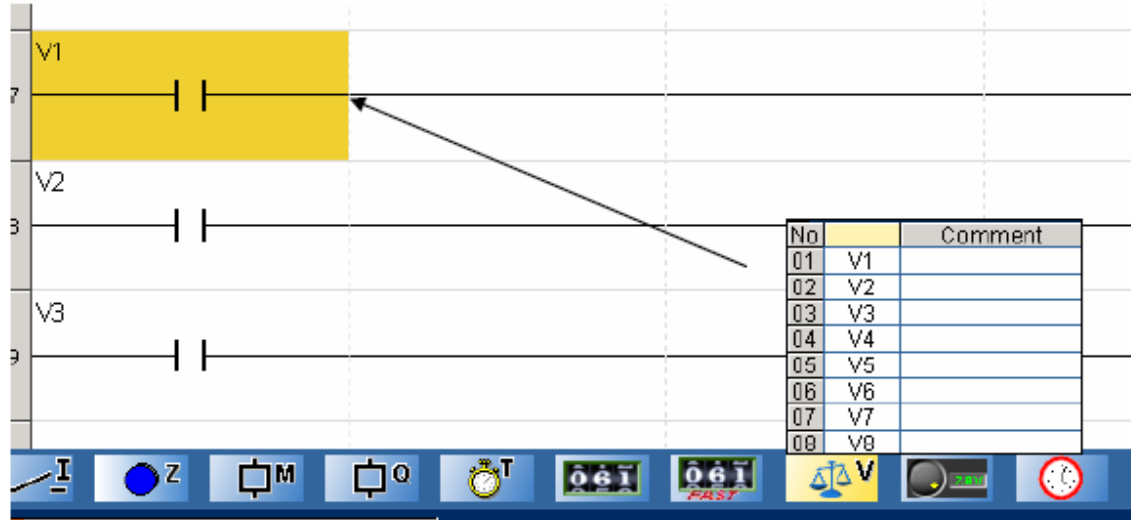 V1
7
V2
8
V3
9
No Comment
01 V1
02 V2
03 V3
04 V4
05 V5
06 V6
07 V7
08 V8
I Z M Q T 061 061 FAST V